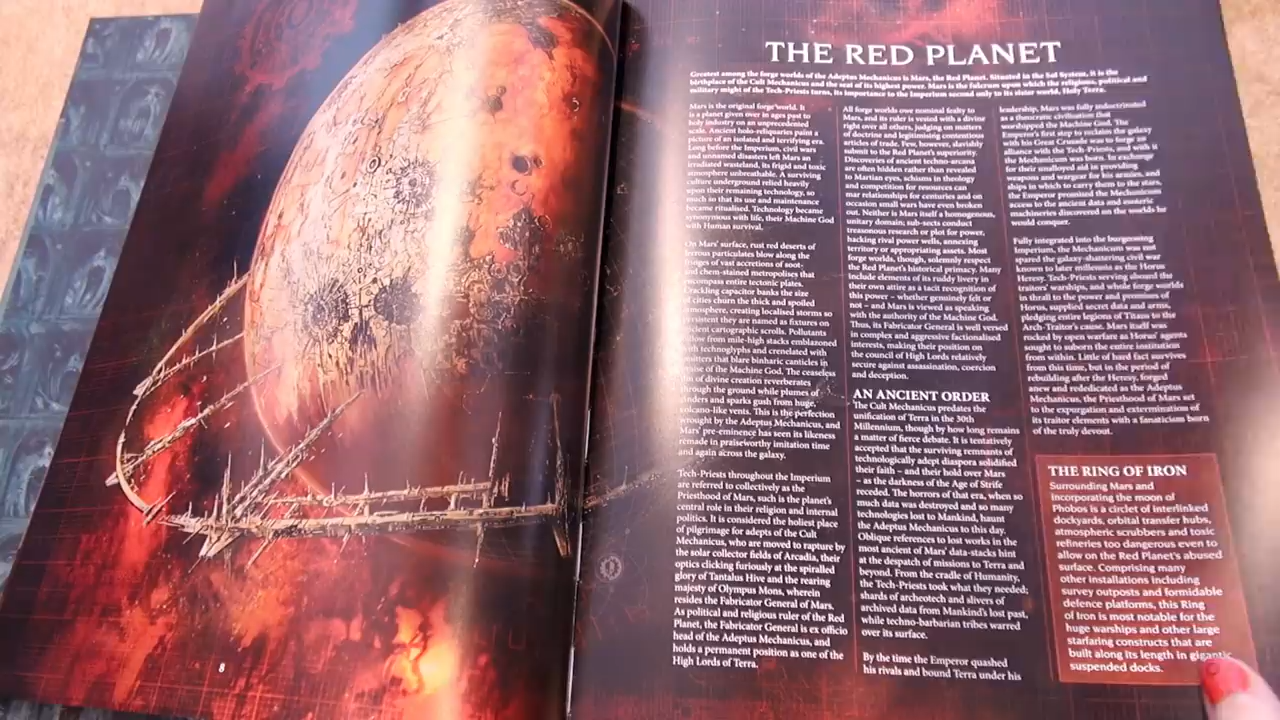 THE RED PLANET
Greatest among the forge worlds of the Adeptus Mechanicus is Mars, the Red Planet. Situated in the Sol System, it is the
birthplace of the Cult Mechanicus and the seat of its highest power. Mars is the fulcrum upon which the religious, political and
military might of the Tech-Priests turns, its importance to the Imperium second only to its sister world, Holy Terra.
Mars is the original forge world. It
is a planet given over in ages past to
holy industry on an unprecedented
scale. Ancient holo-reliquaries paint a
picture of an isolated and terrifying era.
Long before the Imperium, civil wars
and unnamed disasters left Mars an
irradiated wasteland, its frigid and toxic
atmosphere unbreathable. A surviving
culture underground relied heavily
upon their remaining technology, so
much so that its use and maintenance
became ritualised. Technology became
synonymous with life, their Machine God
with Human survival.
On Mars' surface, rust red deserts of
ferrous particulates blow along the
fringes of vast accretions of soot-
and chem-stained metropolises that
encompass entire tectonic plates.
Crackling capacitor banks the size
of cities churn the thick and spoiled
atmosphere, creating localised storms so
persistent they are named as fixtures on
ancient cartographic scrolls. Pollutants
flow from mile-high stacks emblazoned
with technoglyphs and crenelated with
emitters that blare binharic canticles in
praise of the Machine God. The ceaseless
din of divine creation reverberates
through the ground while plumes of
cinders and sparks gush from huge,
volcano-like vents. This is the perfection
wrought by the Adeptus Mechanicus, and
Mars' pre-eminence has seen its likeness
remade in praiseworthy imitation time
and again across the galaxy.
Tech-Priests throughout the Imperium
are referred to collectively as the
Priesthood of Mars, such is the planet's
central role in their religion and internal
politics. It is considered the holiest place
of pilgrimage for adepts of the Cult
Mechanicus, who are moved to rapture by
the solar collector fields of Arcadia, their
optics clicking furiously at the spiralled
glory of Tantalus Hive and the rearing
majesty of Olympus Mons, wherein
resides the Fabricator General of Mars.
As political and religious ruler of the Red
Planet, the Fabricator General is ex officio
head of the Adeptus Mechanicus, and
holds a permanent position as one of the
High Lords of Terra.
All forge worlds owe nominal fealty to
Mars, and its ruler is vested with a divine
right over all others, judging on matters
of doctrine and legitimising contentious
articles of trade. Few, however, slavishly
submit to the Red Planet's superiority.
Discoveries of ancient techno-arcana
are often hidden rather than revealed
to Martian eyes, schisms in theology
and competition for resources can
mar relationships for centuries and on
occasion small wars have even broken
out. Neither is Mars itself a homogenous,
unitary domain; sub-sects conduct
treasonous research or plot for power,
hacking rival power wells, annexing
territory or appropriating assets. Most
forge worlds, though, solemnly respect
the Red Planet's historical primacy. Many
include elements of its ruddy livery in
their own attire as a tacit recognition of
this power – whether genuinely felt or
not – and Mars is viewed as speaking
with the authority of the Machine God.
Thus, its Fabricator General is well versed
in complex and aggressive factionalised
interests, making their position on
the council of High Lords relatively
secure against assassination, coercion
and deception.
AN ANCIENT ORDER
The Cult Mechanicus predates the
unification of Terra in the 30th
Millennium, though by how long remains
a matter of fierce debate. It is tentatively
accepted that the surviving remnants of
technologically adept diaspora solidified
their faith – and their hold over Mars
– as the darkness of the Age of Strife
receded. The horrors of that era, when so
much data was destroyed and so many
technologies lost to Mankind, haunt
the Adeptus Mechanicus to this day.
Oblique references to lost works in the
most ancient of Mars' data-stacks hint
at the despatch of missions to Terra and
beyond. From the cradle of Humanity,
the Tech-Priests took what they needed;
shards of archeotech and slivers of
archived data from Mankind's lost past,
while techno-barbarian tribes warred
over its surface.
By the time the Emperor quashed
his rivals and bound Terra under his
leadership, Mars was fully indoctrinated
as a theocratic civilisation that
worshipped the Machine God. The
Emperor's first step to reclaim the galaxy
with his Great Crusade was to forge an
alliance with the Tech-Priests, and with it
the Mechanicum was born. In exchange
for their unalloyed aid in providing
weapons and wargear for his armies, and
ships in which to carry them to the stars,
the Emperor promised the Mechanicum
access to the ancient data and esoteric
machineries discovered on the worlds he
would conquer.
Fully integrated into the burgeoning
Imperium, the Mechanicum was not
spared the galaxy-shattering civil war
known to later millennia as the Horus
Heresy. Tech-Priests serving aboard the
traitors' warships, and whole forge worlds
in thrall to the power and promises of
Horus, supplied secret data and arms,
pledging entire legions of Titans to the
Arch-Traitor's cause. Mars itself was
rocked by open warfare as Horus' agents
sought to suborn the entire institutions
from within. Little of hard fact survives
from this time, but in the period of
rebuilding after the Heresy, forged
anew and rededicated as the Adeptus
Mechanicus, the Priesthood of Mars set
to the expurgation and extermination of
its traitor elements with a fanaticism born
of the truly devout.
THE RING OF IRON
Surrounding Mars and
incorporating the moon of
Phobos is a circlet of interlinked
dockyards, orbital transfer hubs,
atmospheric scrubbers and toxic
refineries too dangerous even to
allow on the Red Planet's abused
surface. Comprising many
other installations including
survey outposts and formidable
defence platforms, this Ring
of Iron is most notable for the
huge warships and other large
starfaring constructs that are
built along its length in gigantic
suspended docks.
8